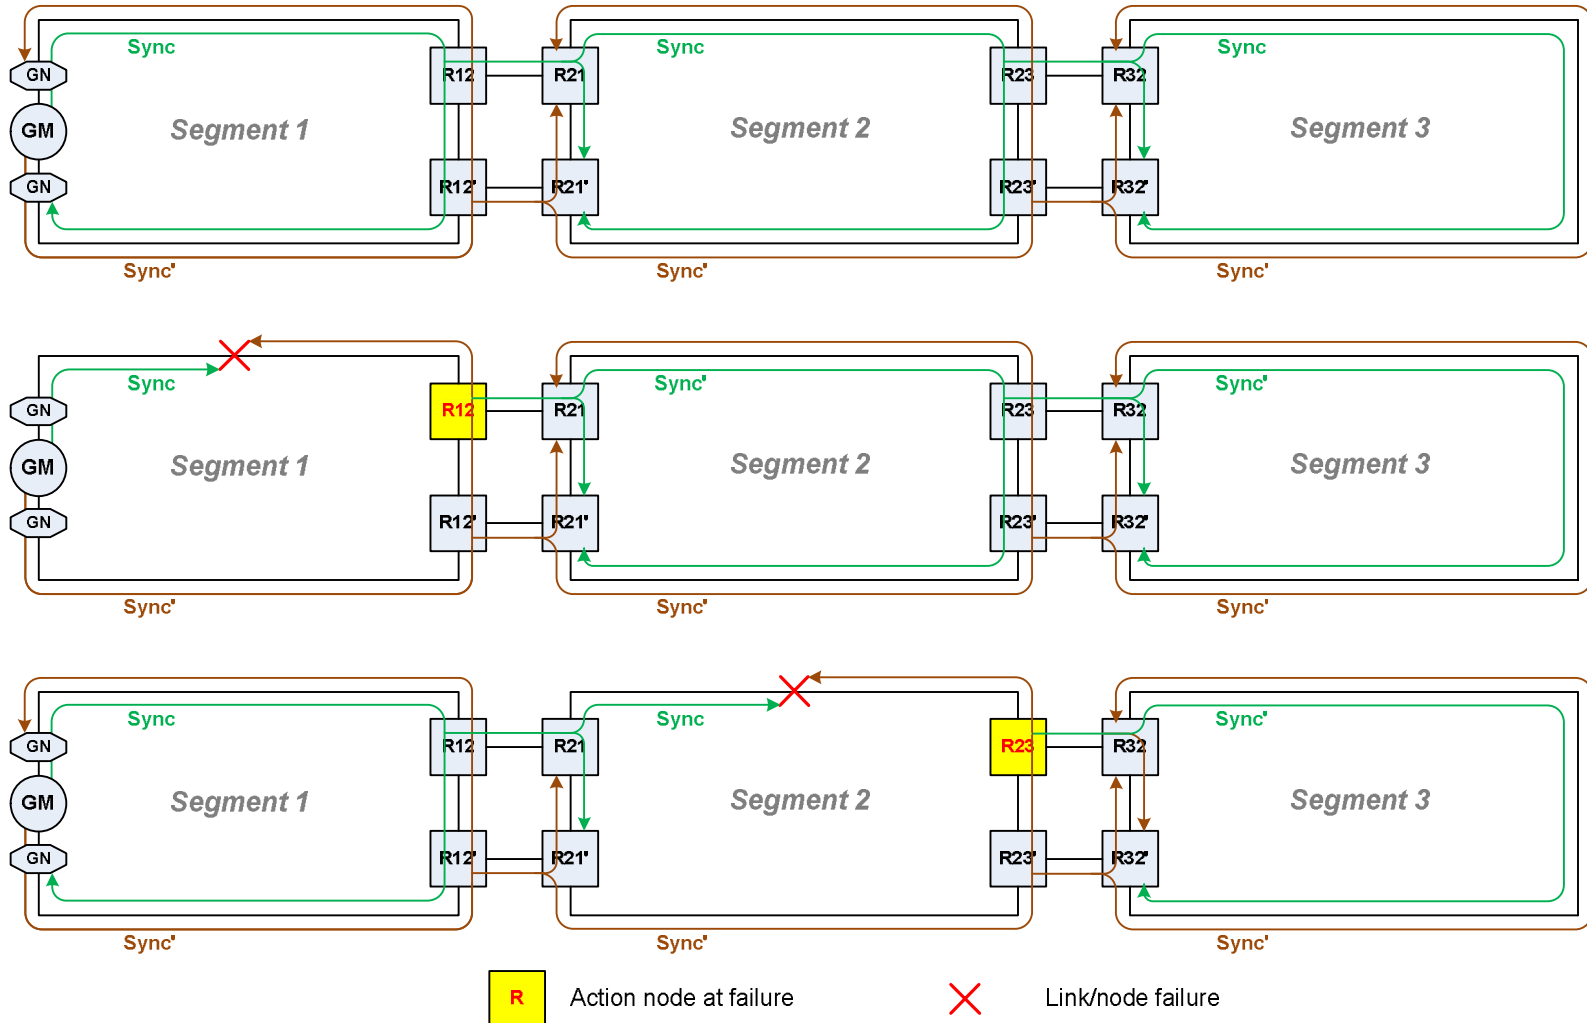 Sync Sync Sync
GN R12 R21 R23 R32
GM Segment 1 Segment 2 Segment 3
GN R12' R21' R23' R32'
Sync' Sync' Sync'
Sync Sync' Sync'
GN R12 R21 R23 R32
GM Segment 1 Segment 2 Segment 3
GN R12' R21' R23' R32'
Sync' Sync' Sync'
Sync Sync Sync'
GN R12 R21 R23 R32
GM Segment 1 Segment 2 Segment 3
GN R12' R21' R23' R32'
Sync' Sync' Sync'
R Action node at failure Link/node failure